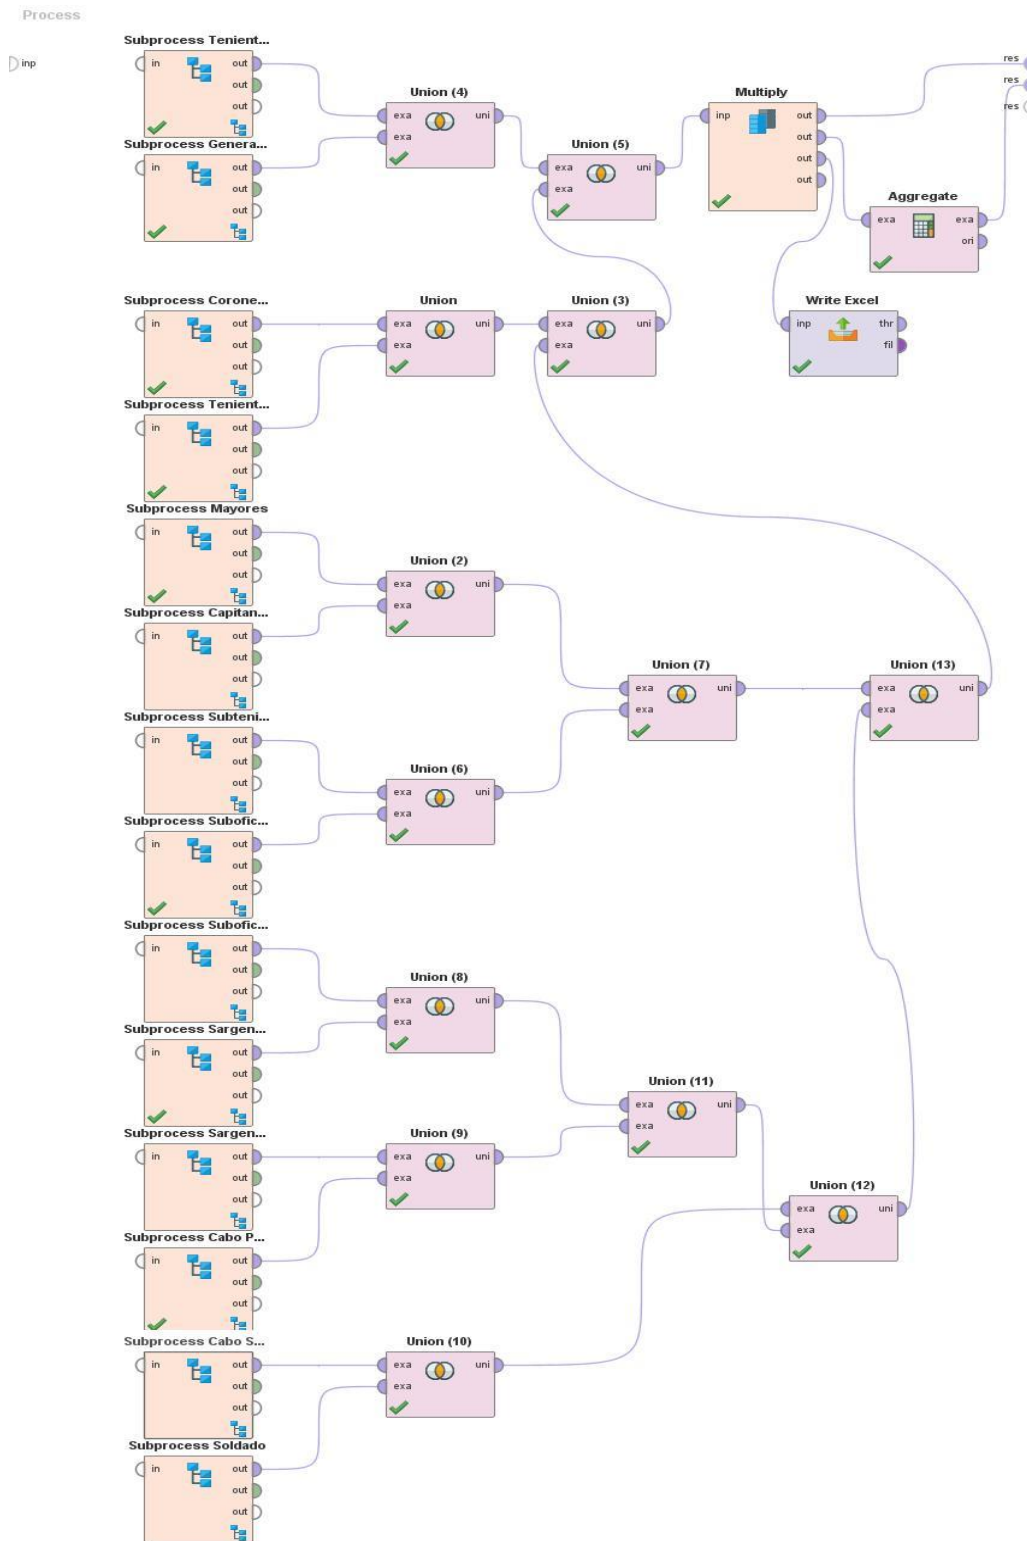 Process
Subprocess Tenient...
inp
in out
out
out
Union (4)
exa uni
exa
Multiply
inp out
out
out
out
res
res
res
Subprocess Genera...
in out
out
out
Union (5)
exa uni
exa
Aggregate
exa exa
ori
Subprocess Corone...
in out
out
out
Union
exa uni
exa
Union (3)
exa uni
exa
Write Excel
inp thr
fil
Subprocess Tenient...
in out
out
out
Subprocess Mayores
in out
out
out
Union (2)
exa uni
exa
Subprocess Capitan...
in out
out
out
Union (7)
exa uni
exa
Union (13)
exa uni
exa
Subprocess Subteni...
in out
out
out
Union (6)
exa uni
exa
Subprocess Subofic...
in out
out
out
Subprocess Subofic...
in out
out
out
Union (8)
exa uni
exa
Subprocess Sargen...
in out
out
out
Union (11)
exa uni
exa
Subprocess Sargen...
in out
out
out
Union (9)
exa uni
exa
Union (12)
exa uni
exa
Subprocess Cabo P...
in out
out
out
Subprocess Cabo S...
in out
out
out
Union (10)
exa uni
exa
Subprocess Soldado
in out
out
out